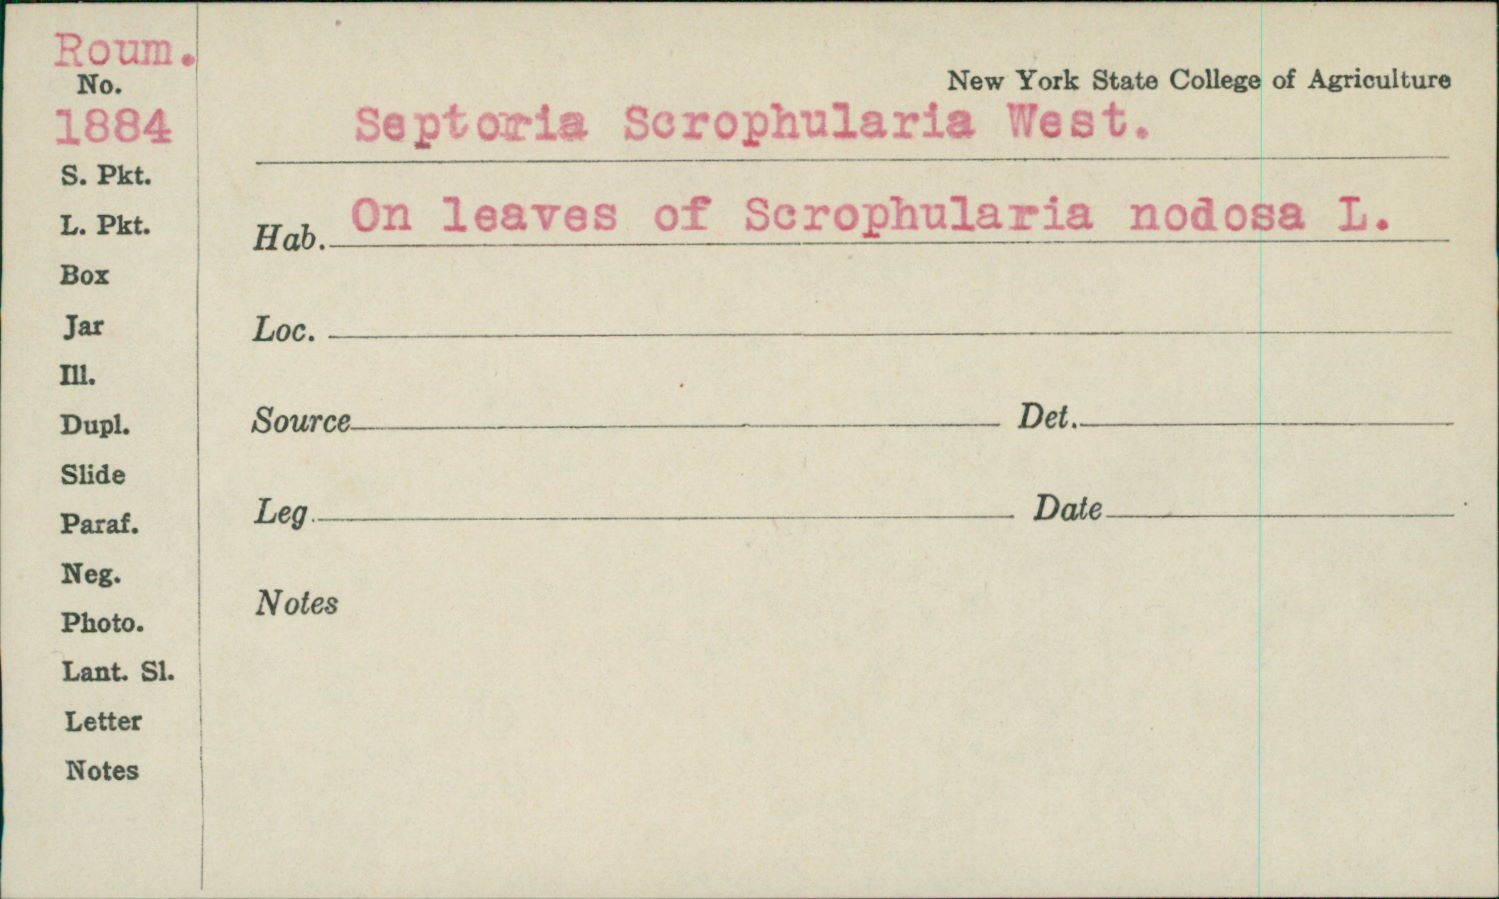 Roum.
No.
1884
S. Pkt.
L. Pkt.
Box
Jar
Ill.
Dupl.
Slide
Paraf.
Neg.
Photo.
Lant. Sl.
Letter
Notes
New York State College of Agriculture
Septoria Scrophularia West.
Hab. On leaves of Scrophularia nodosa L.
Loc.
Source Det.
Leg. Date
Notes